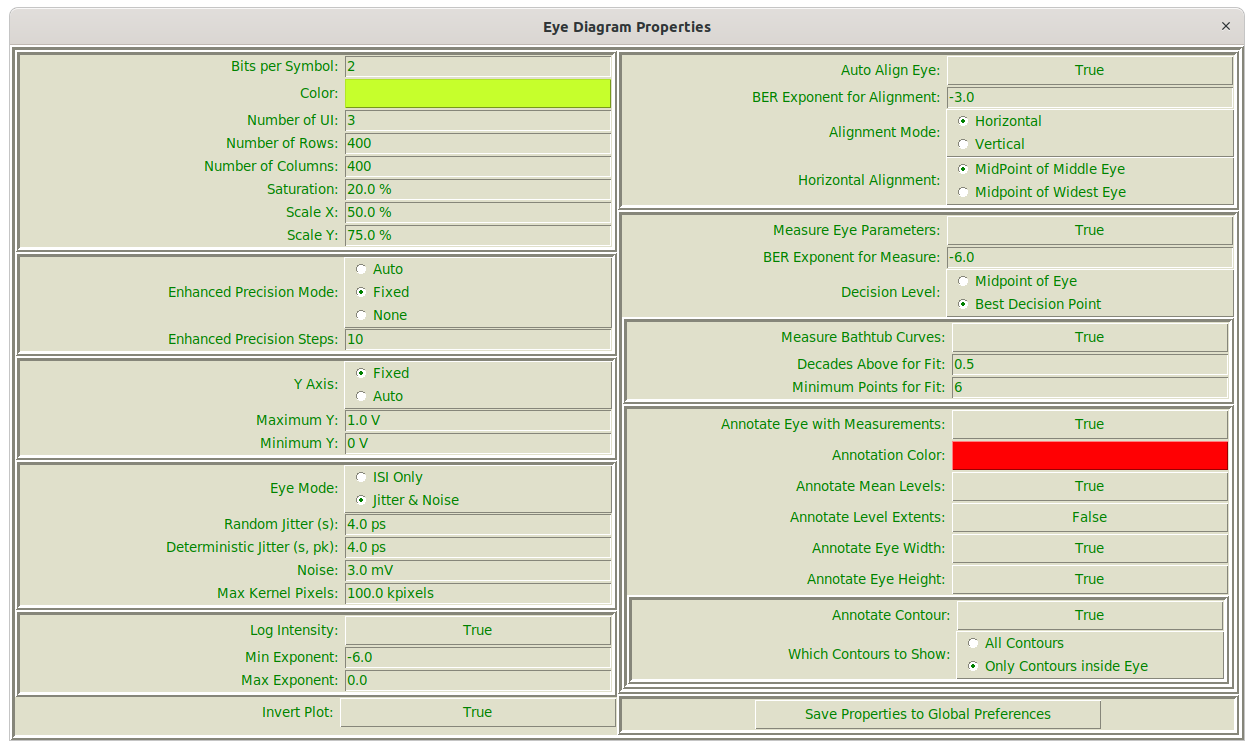 Eye Diagram Properties ×
Bits per Symbol: 2
Color:
Number of UI: 3
Number of Rows: 400
Number of Columns: 400
Saturation: 20.0 %
Scale X: 50.0 %
Scale Y: 75.0 %
Enhanced Precision Mode:
Auto
Fixed
None
Enhanced Precision Steps: 10
Y Axis:
Fixed
Auto
Maximum Y: 1.0 V
Minimum Y: 0 V
Eye Mode:
ISI Only
Jitter & Noise
Random Jitter (s): 4.0 ps
Deterministic Jitter (s, pk): 4.0 ps
Noise: 3.0 mV
Max Kernel Pixels: 100.0 kpixels
Log Intensity: True
Min Exponent: -6.0
Max Exponent: 0.0
Invert Plot: True
Auto Align Eye: True
BER Exponent for Alignment: -3.0
Alignment Mode:
Horizontal
Vertical
Horizontal Alignment:
MidPoint of Middle Eye
Midpoint of Widest Eye
Measure Eye Parameters: True
BER Exponent for Measure: -6.0
Decision Level:
Midpoint of Eye
Best Decision Point
Measure Bathtub Curves: True
Decades Above for Fit: 0.5
Minimum Points for Fit: 6
Annotate Eye with Measurements: True
Annotation Color:
Annotate Mean Levels: True
Annotate Level Extents: False
Annotate Eye Width: True
Annotate Eye Height: True
Annotate Contour: True
Which Contours to Show:
All Contours
Only Contours inside Eye
Save Properties to Global Preferences